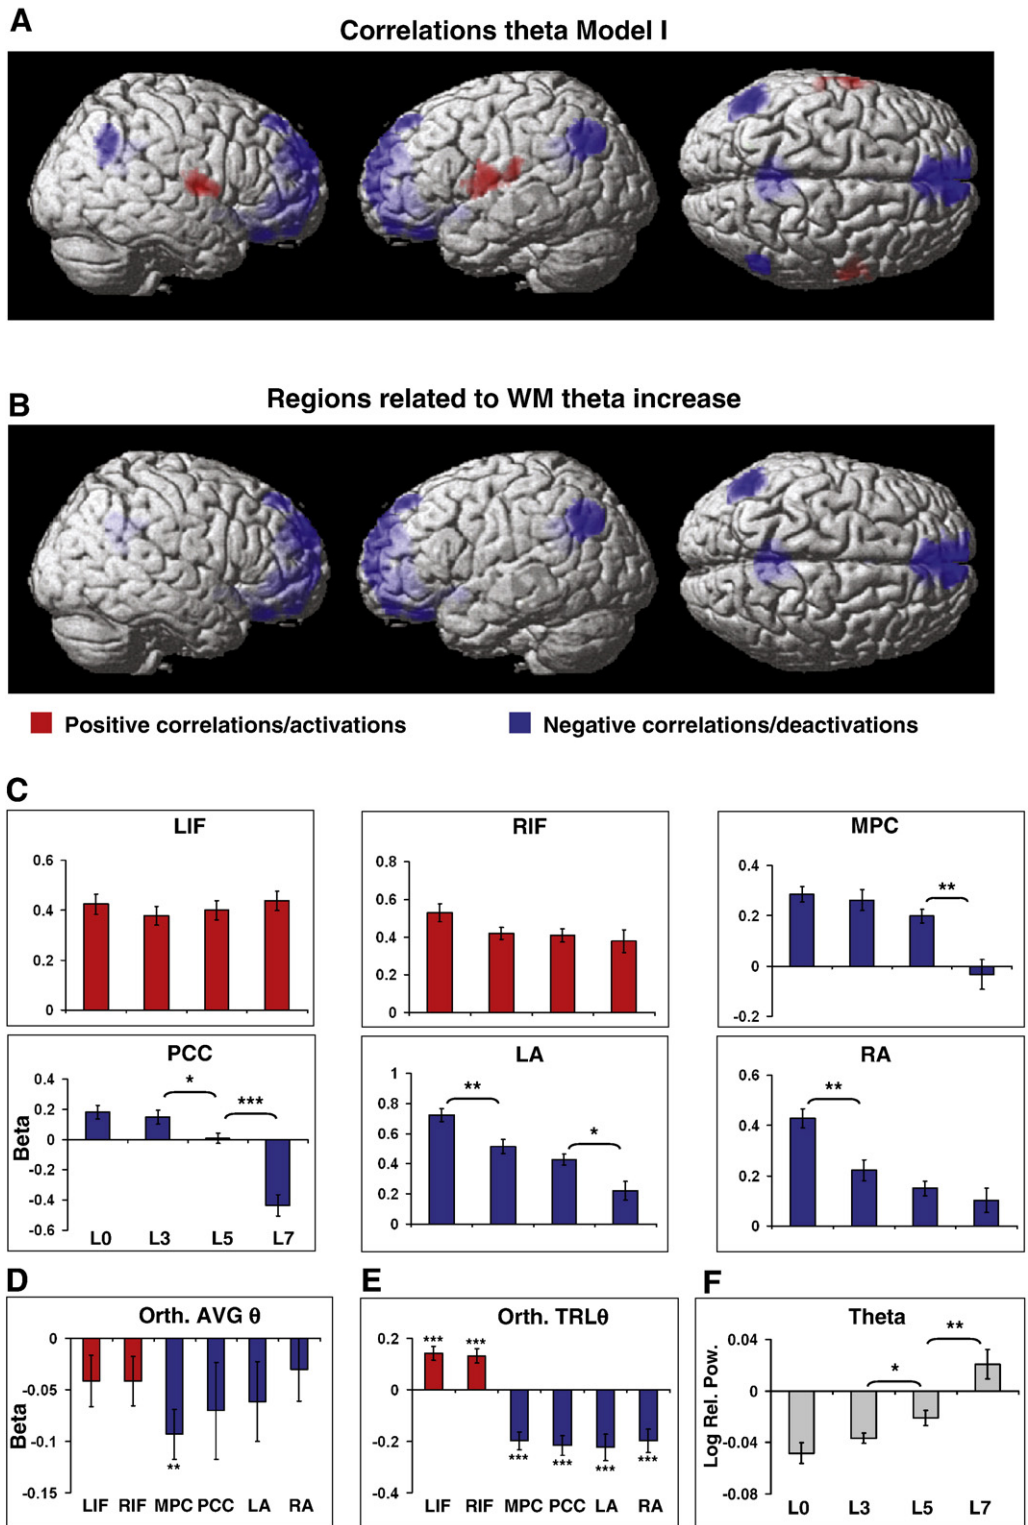 A
Correlations theta Model I
B
Regions related to WM theta increase
Positive correlations/activations
Negative correlations/deactivations
C
LIF
0.6
0.4
0.2
0
RIF
0.8
0.6
0.4
0.2
0
MPC
**
0.4
0.2
0
-0.2
PCC
*
***
Beta
0.4
0.2
0
-0.2
-0.4
-0.6
L0 L3 L5 L7
LA
**
*
1
0.8
0.6
0.4
0.2
0
RA
**
0.6
0.4
0.2
0
D
Orth. AVG θ
Beta
0
-0.05
-0.1
-0.15
**
LIF RIF MPC PCC LA RA
E
Orth. TRLθ
0.2
0
-0.2
-0.4
*** ***
*** *** *** ***
LIF RIF MPC PCC LA RA
F
Theta
Log Rel. Pow.
0.04
0
-0.04
-0.08
*
**
L0 L3 L5 L7